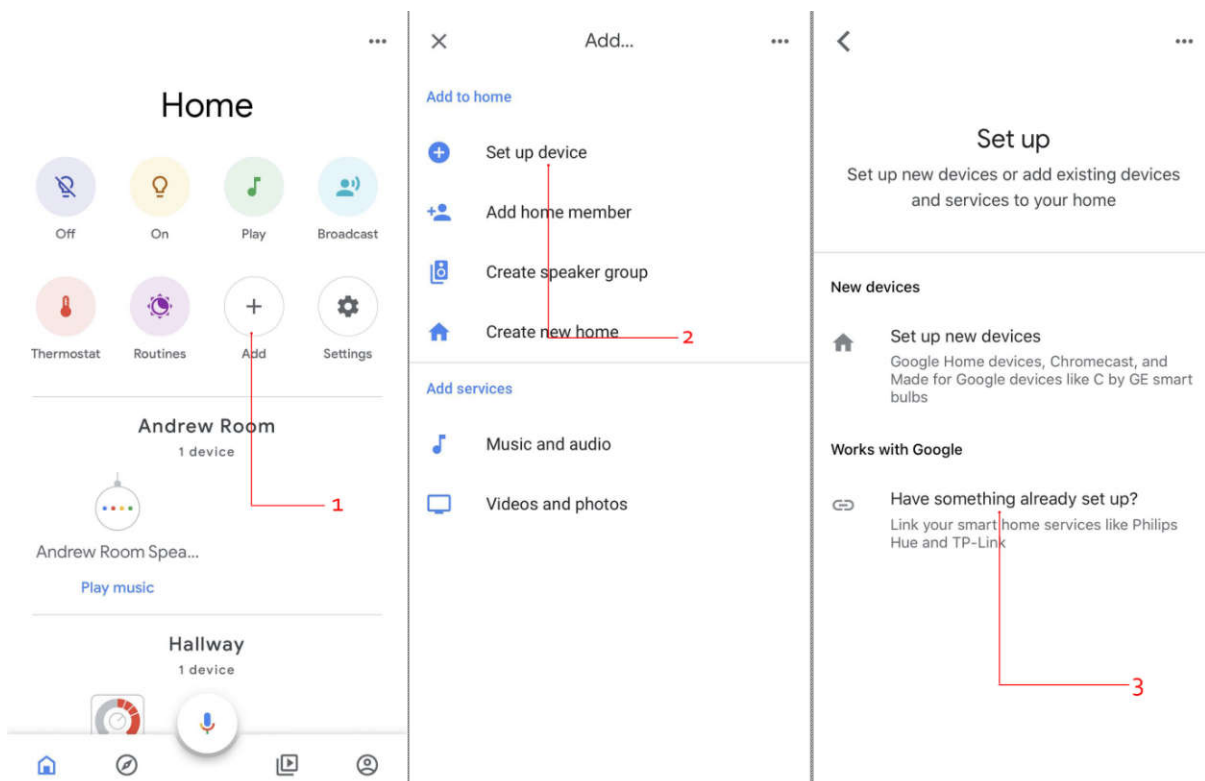 Home
Off
On
Play
Broadcast
Thermostat
Routines
Add
Settings
Andrew Room
1 device
1
Andrew Room Spea...
Play music
Hallway
1 device
Add...
Add to home
Set up device
Add home member
Create speaker group
Create new home
2
Add services
Music and audio
Videos and photos
Set up
Set up new devices or add existing devices
and services to your home
New devices
Set up new devices
Google Home devices, Chromecast, and
Made for Google devices like C by GE smart
bulbs
Works with Google
Have something already set up?
Link your smart home services like Philips
Hue and TP-Link
3